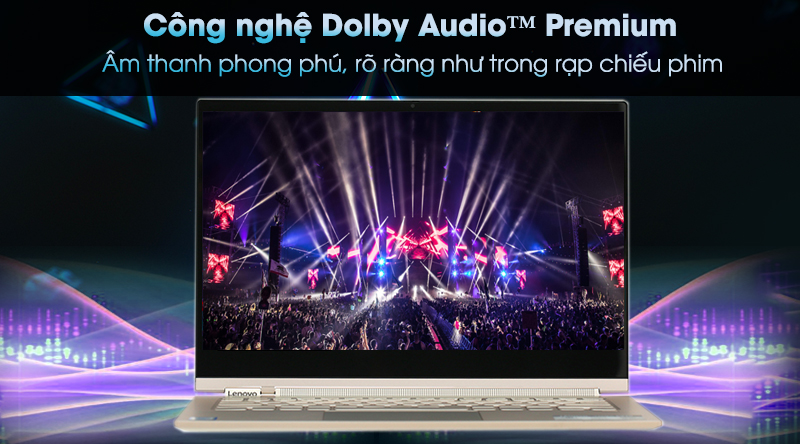 Công nghệ Dolby Audio™ Premium
Âm thanh phong phú, rõ ràng như trong rạp chiếu phim
Lenovo